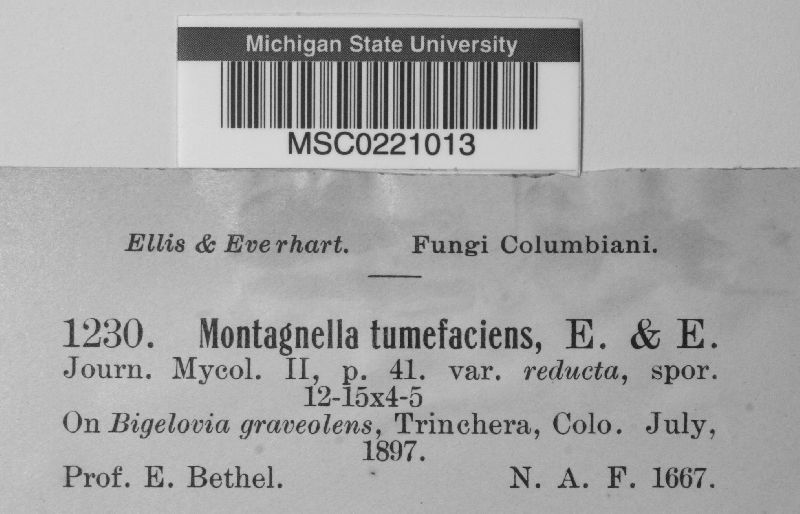 Michigan State University
MSC0221013
Ellis & Everhart. Fungi Columbiani.
1230. Montagnella tumefaciens, E. & E.
Journ. Mycol. II, p. 41. var. reducta, spor.
12-15x4-5
On Bigelovia graveolens, Trinchera, Colo. July,
1897.
Prof. E. Bethel. N. A. F. 1667.